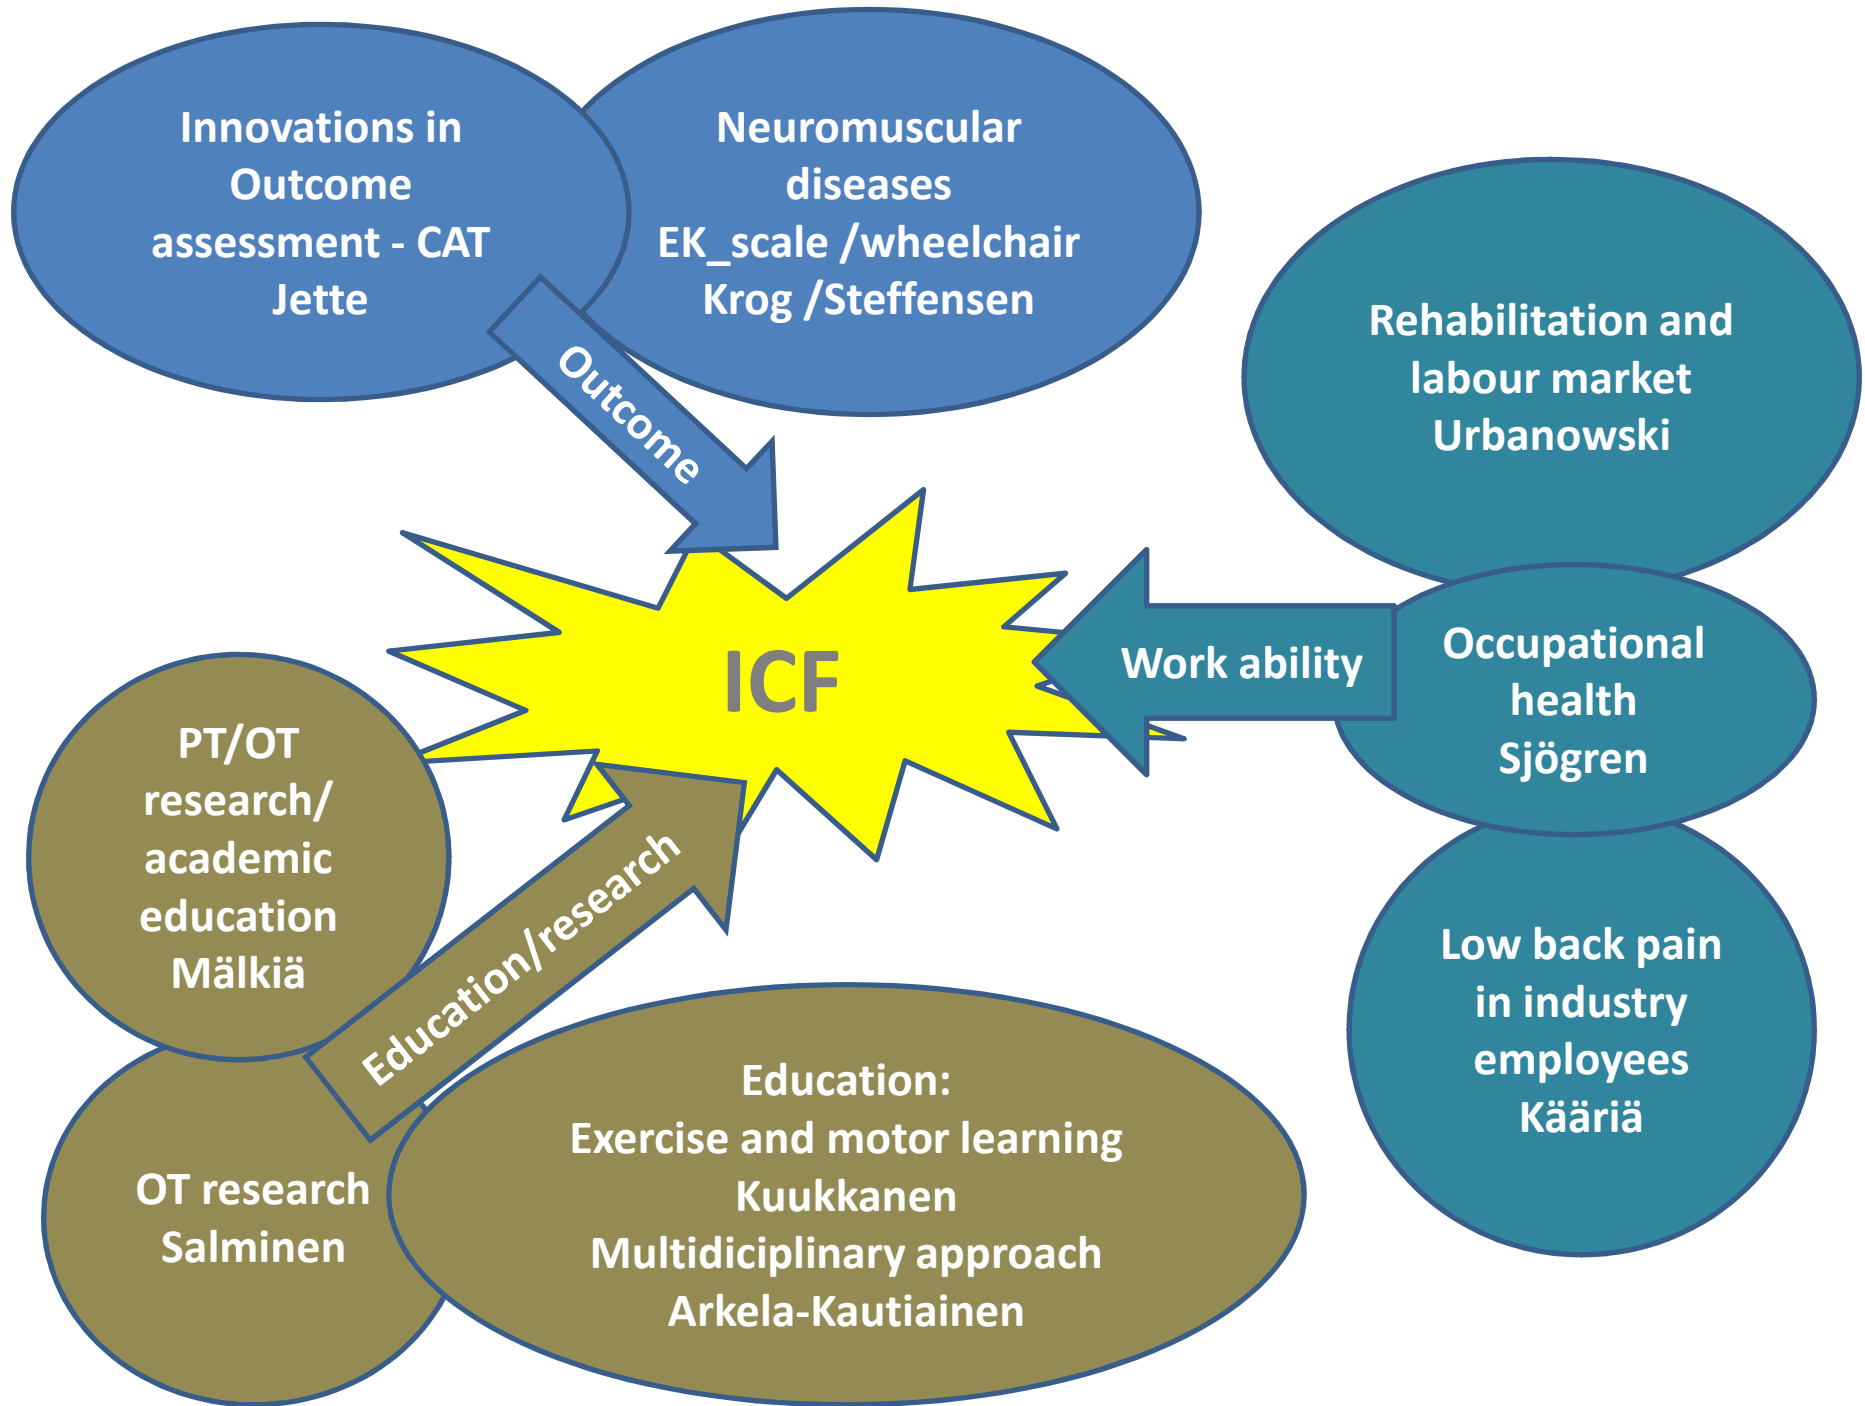 Innovations in
Outcome
assessment - CAT
Jette
Neuromuscular
diseases
EK_scale /wheelchair
Krog /Steffensen
Outcome
Rehabilitation and
labour market
Urbanowski
ICF
Work ability
Occupational
health
Sjögren
PT/OT
research/
academic
education
Mälkiä
Education/research
Low back pain
in industry
employees
Kääriä
OT research
Salminen
Education:
Exercise and motor learning
Kuukkanen
Multidiciplinary approach
Arkela-Kautiainen